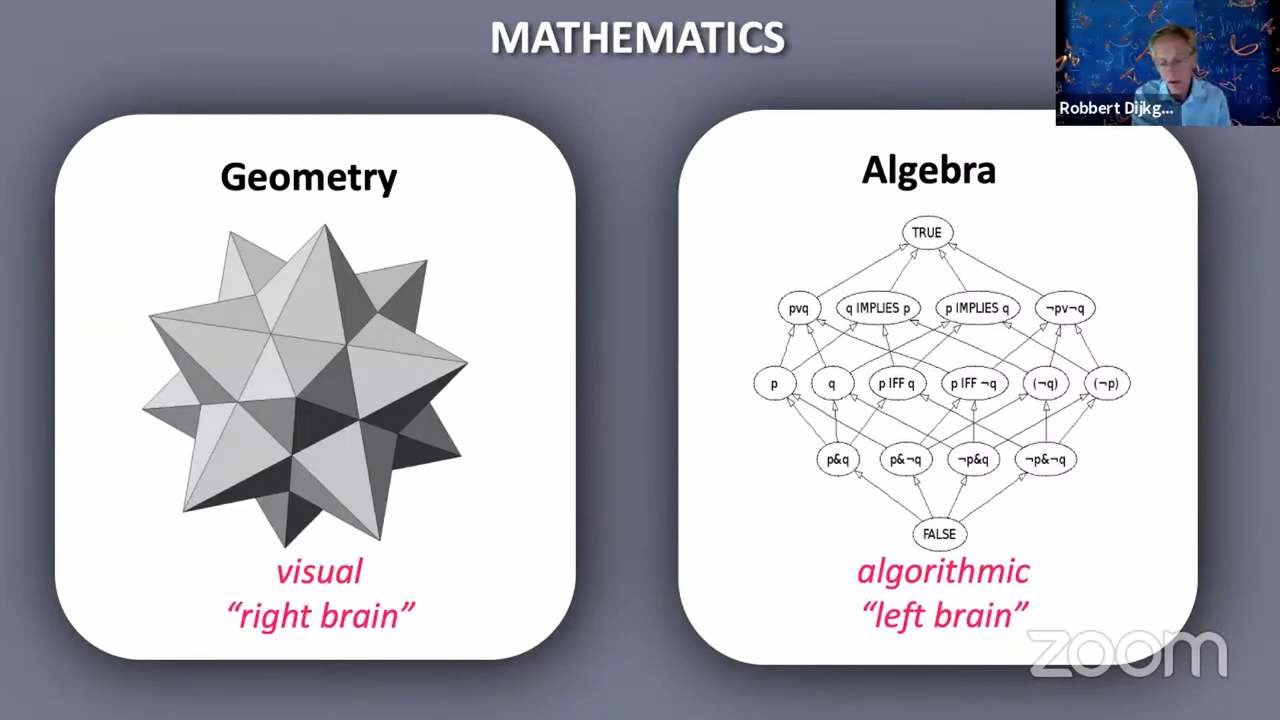 MATHEMATICS
Robbert Dijkg...
Geometry
visual
“right brain”
Algebra
TRUE
pvq
q IMPLIES p
p IMPLIES q
¬pv¬q
p
q
p IFF q
p IFF ¬q
(¬q)
(¬p)
p&q
p&¬q
¬p&q
¬p&¬q
FALSE
algorithmic
“left brain”
zoom